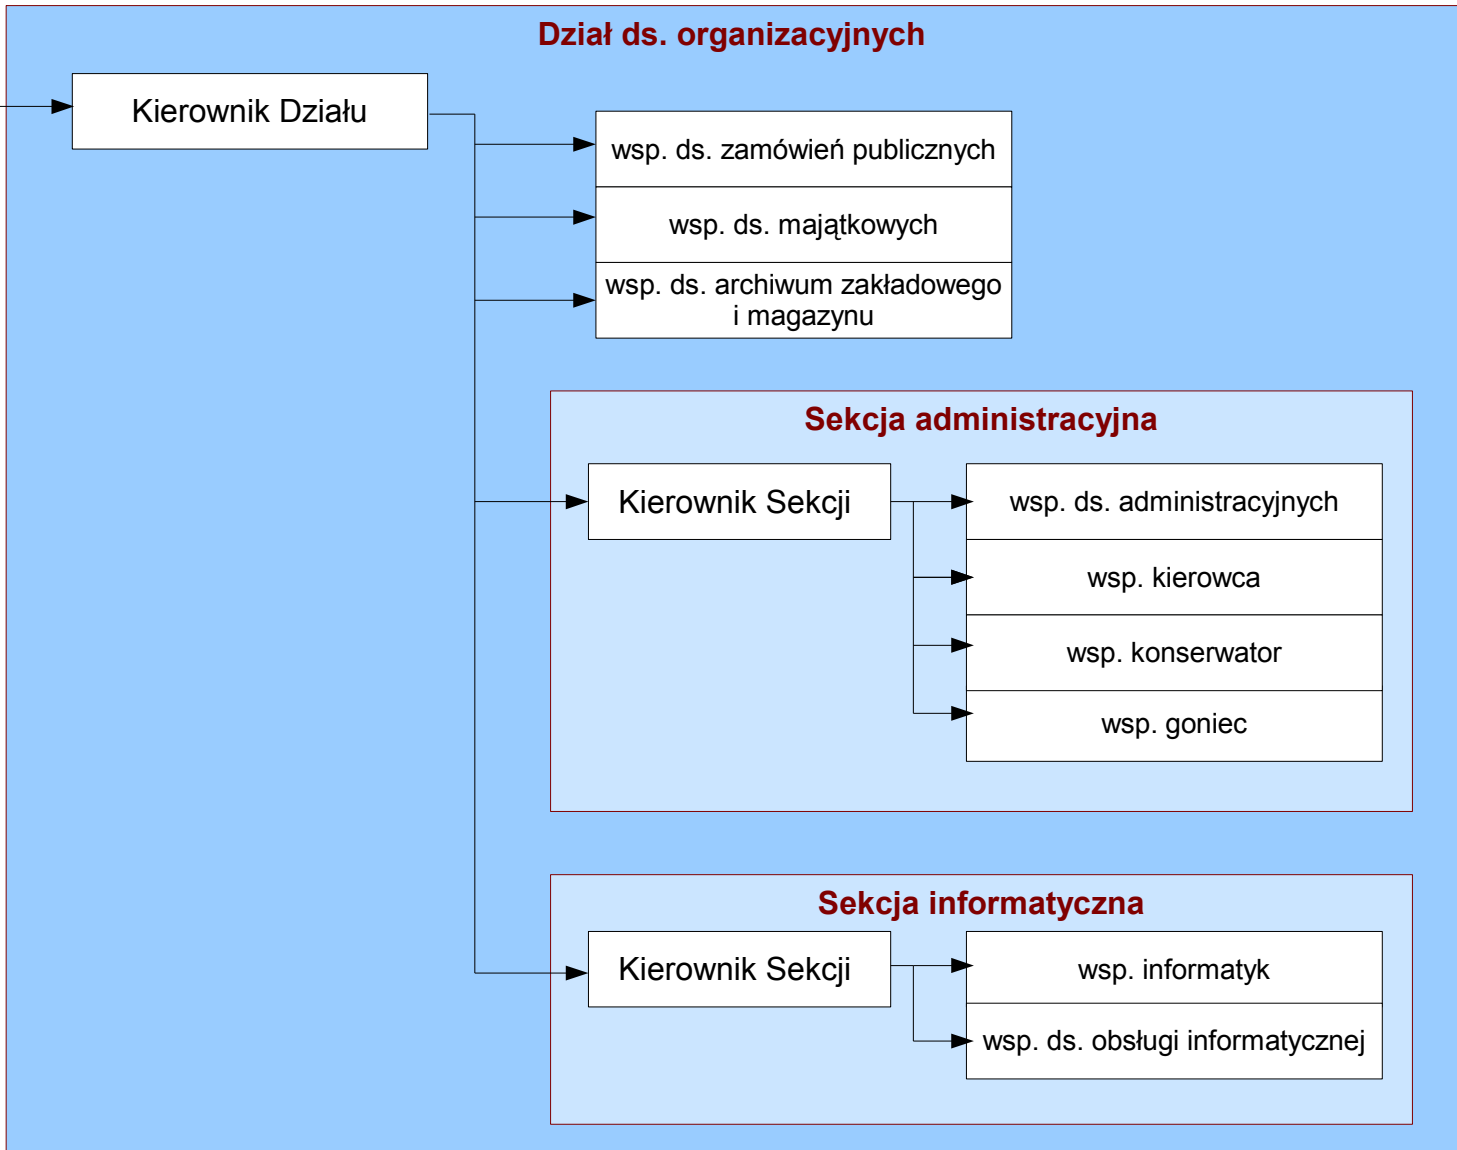 Dział ds. organizacyjnych
Kierownik Działu
wsp. ds. zamówień publicznych
wsp. ds. majątkowych
wsp. ds. archiwum zakładowego
i magazynu
Sekcja administracyjna
Kierownik Sekcji
wsp. ds. administracyjnych
wsp. kierowca
wsp. konserwator
wsp. goniec
Sekcja informatyczna
Kierownik Sekcji
wsp. informatyk
wsp. ds. obsługi informatycznej